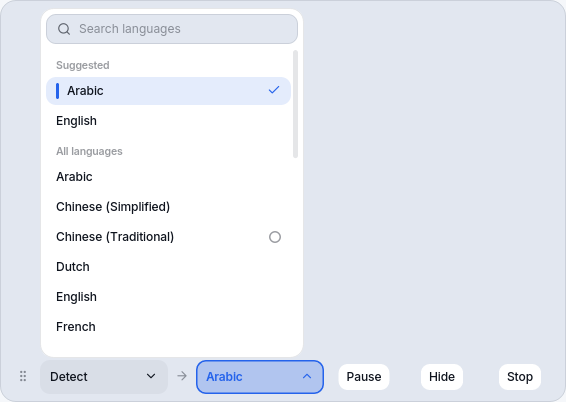 Search languages
Suggested
Arabic
English
All languages
Arabic
Chinese (Simplified)
Chinese (Traditional)
Dutch
English
French
Detect
Arabic
Pause
Hide
Stop